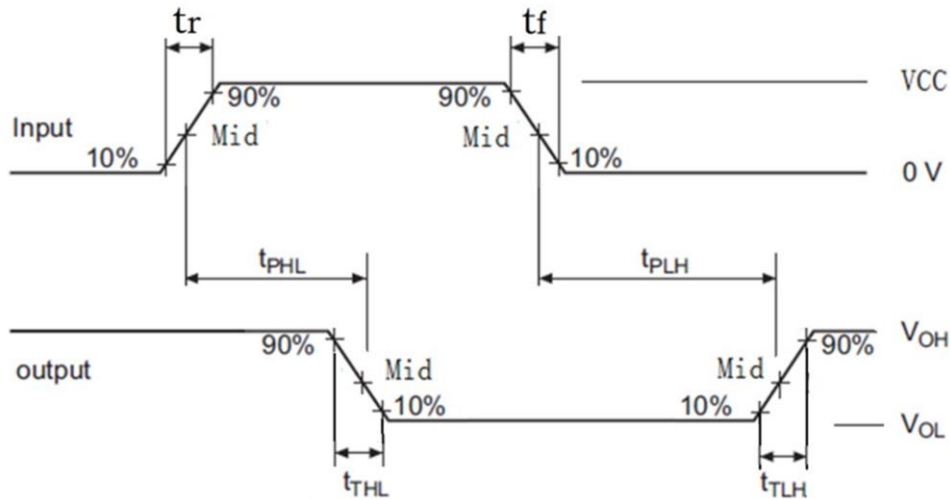 tr tf
90% 90% VCC
Input Mid Mid
10% 10% 0 V
tPHL tPLH
90% 90% VOH
output Mid Mid
10% 10% VOL
tTHL tTLH